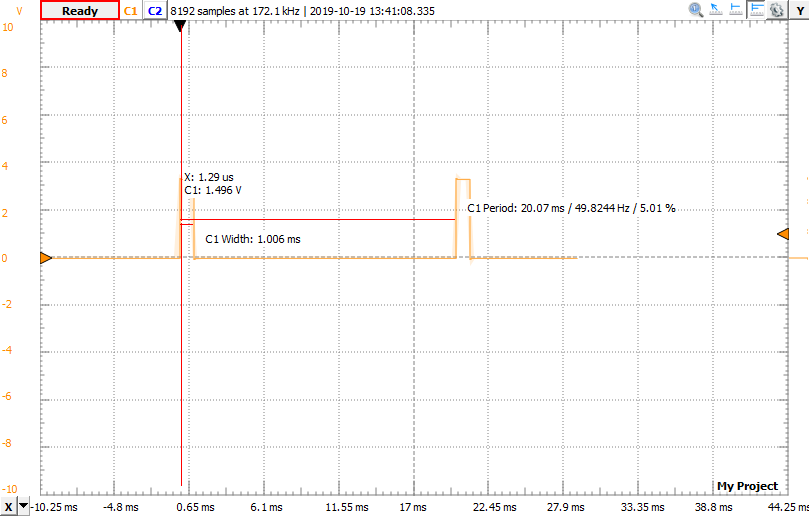 V Ready C1 C2 8192 samples at 172.1 kHz | 2019-10-19 13:41:08.335 Y
10
8
6
4
X: 1.29 us
C1: 1.496 V
2
C1 Period: 20.07 ms / 49.8244 Hz / 5.01 %
C1 Width: 1.006 ms
0
-2
-4
-6
-8
-10
My Project
X -10.25 ms -4.8 ms 0.65 ms 6.1 ms 11.55 ms 17 ms 22.45 ms 27.9 ms 33.35 ms 38.8 ms 44.25 ms